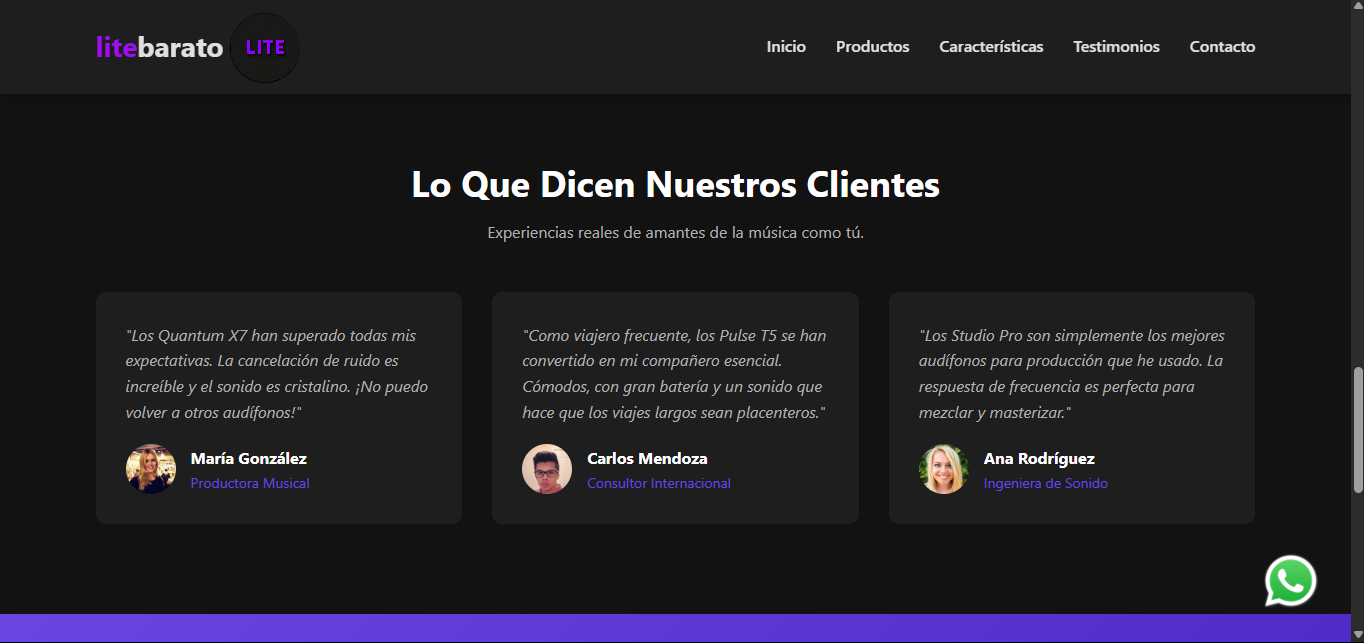 litebarato LITE Inicio Productos Características Testimonios Contacto
Lo Que Dicen Nuestros Clientes
Experiencias reales de amantes de la música como tú.
"Los Quantum X7 han superado todas mis
expectativas. La cancelación de ruido es
increíble y el sonido es cristalino. ¡No puedo
volver a otros audífonos!"
María González
Productora Musical
"Como viajero frecuente, los Pulse T5 se han
convertido en mi compañero esencial.
Cómodos, con gran batería y un sonido que
hace que los viajes largos sean placenteros."
Carlos Mendoza
Consultor Internacional
"Los Studio Pro son simplemente los mejores
audífonos para producción que he usado. La
respuesta de frecuencia es perfecta para
mezclar y masterizar."
Ana Rodríguez
Ingeniera de Sonido